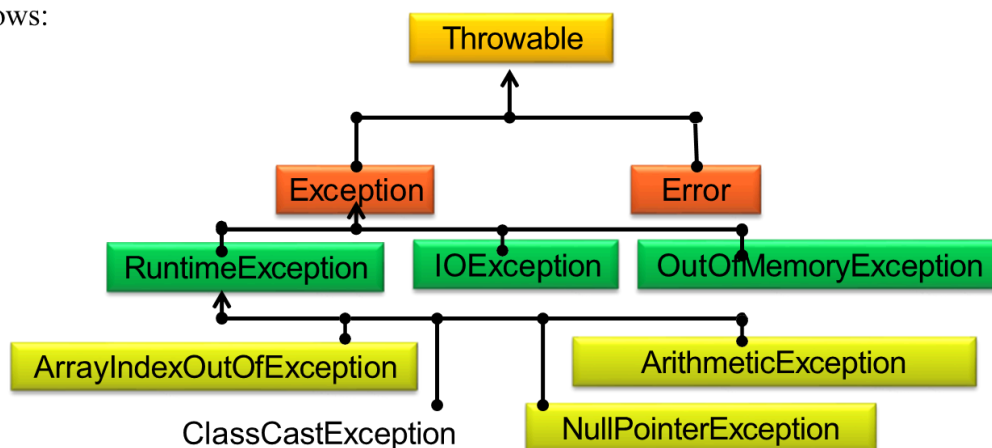 ows:
Throwable
Exception
Error
RuntimeException
IOException
OutOfMemoryException
ArrayIndexOutOfException
ArithmeticException
ClassCastException
NullPointerException